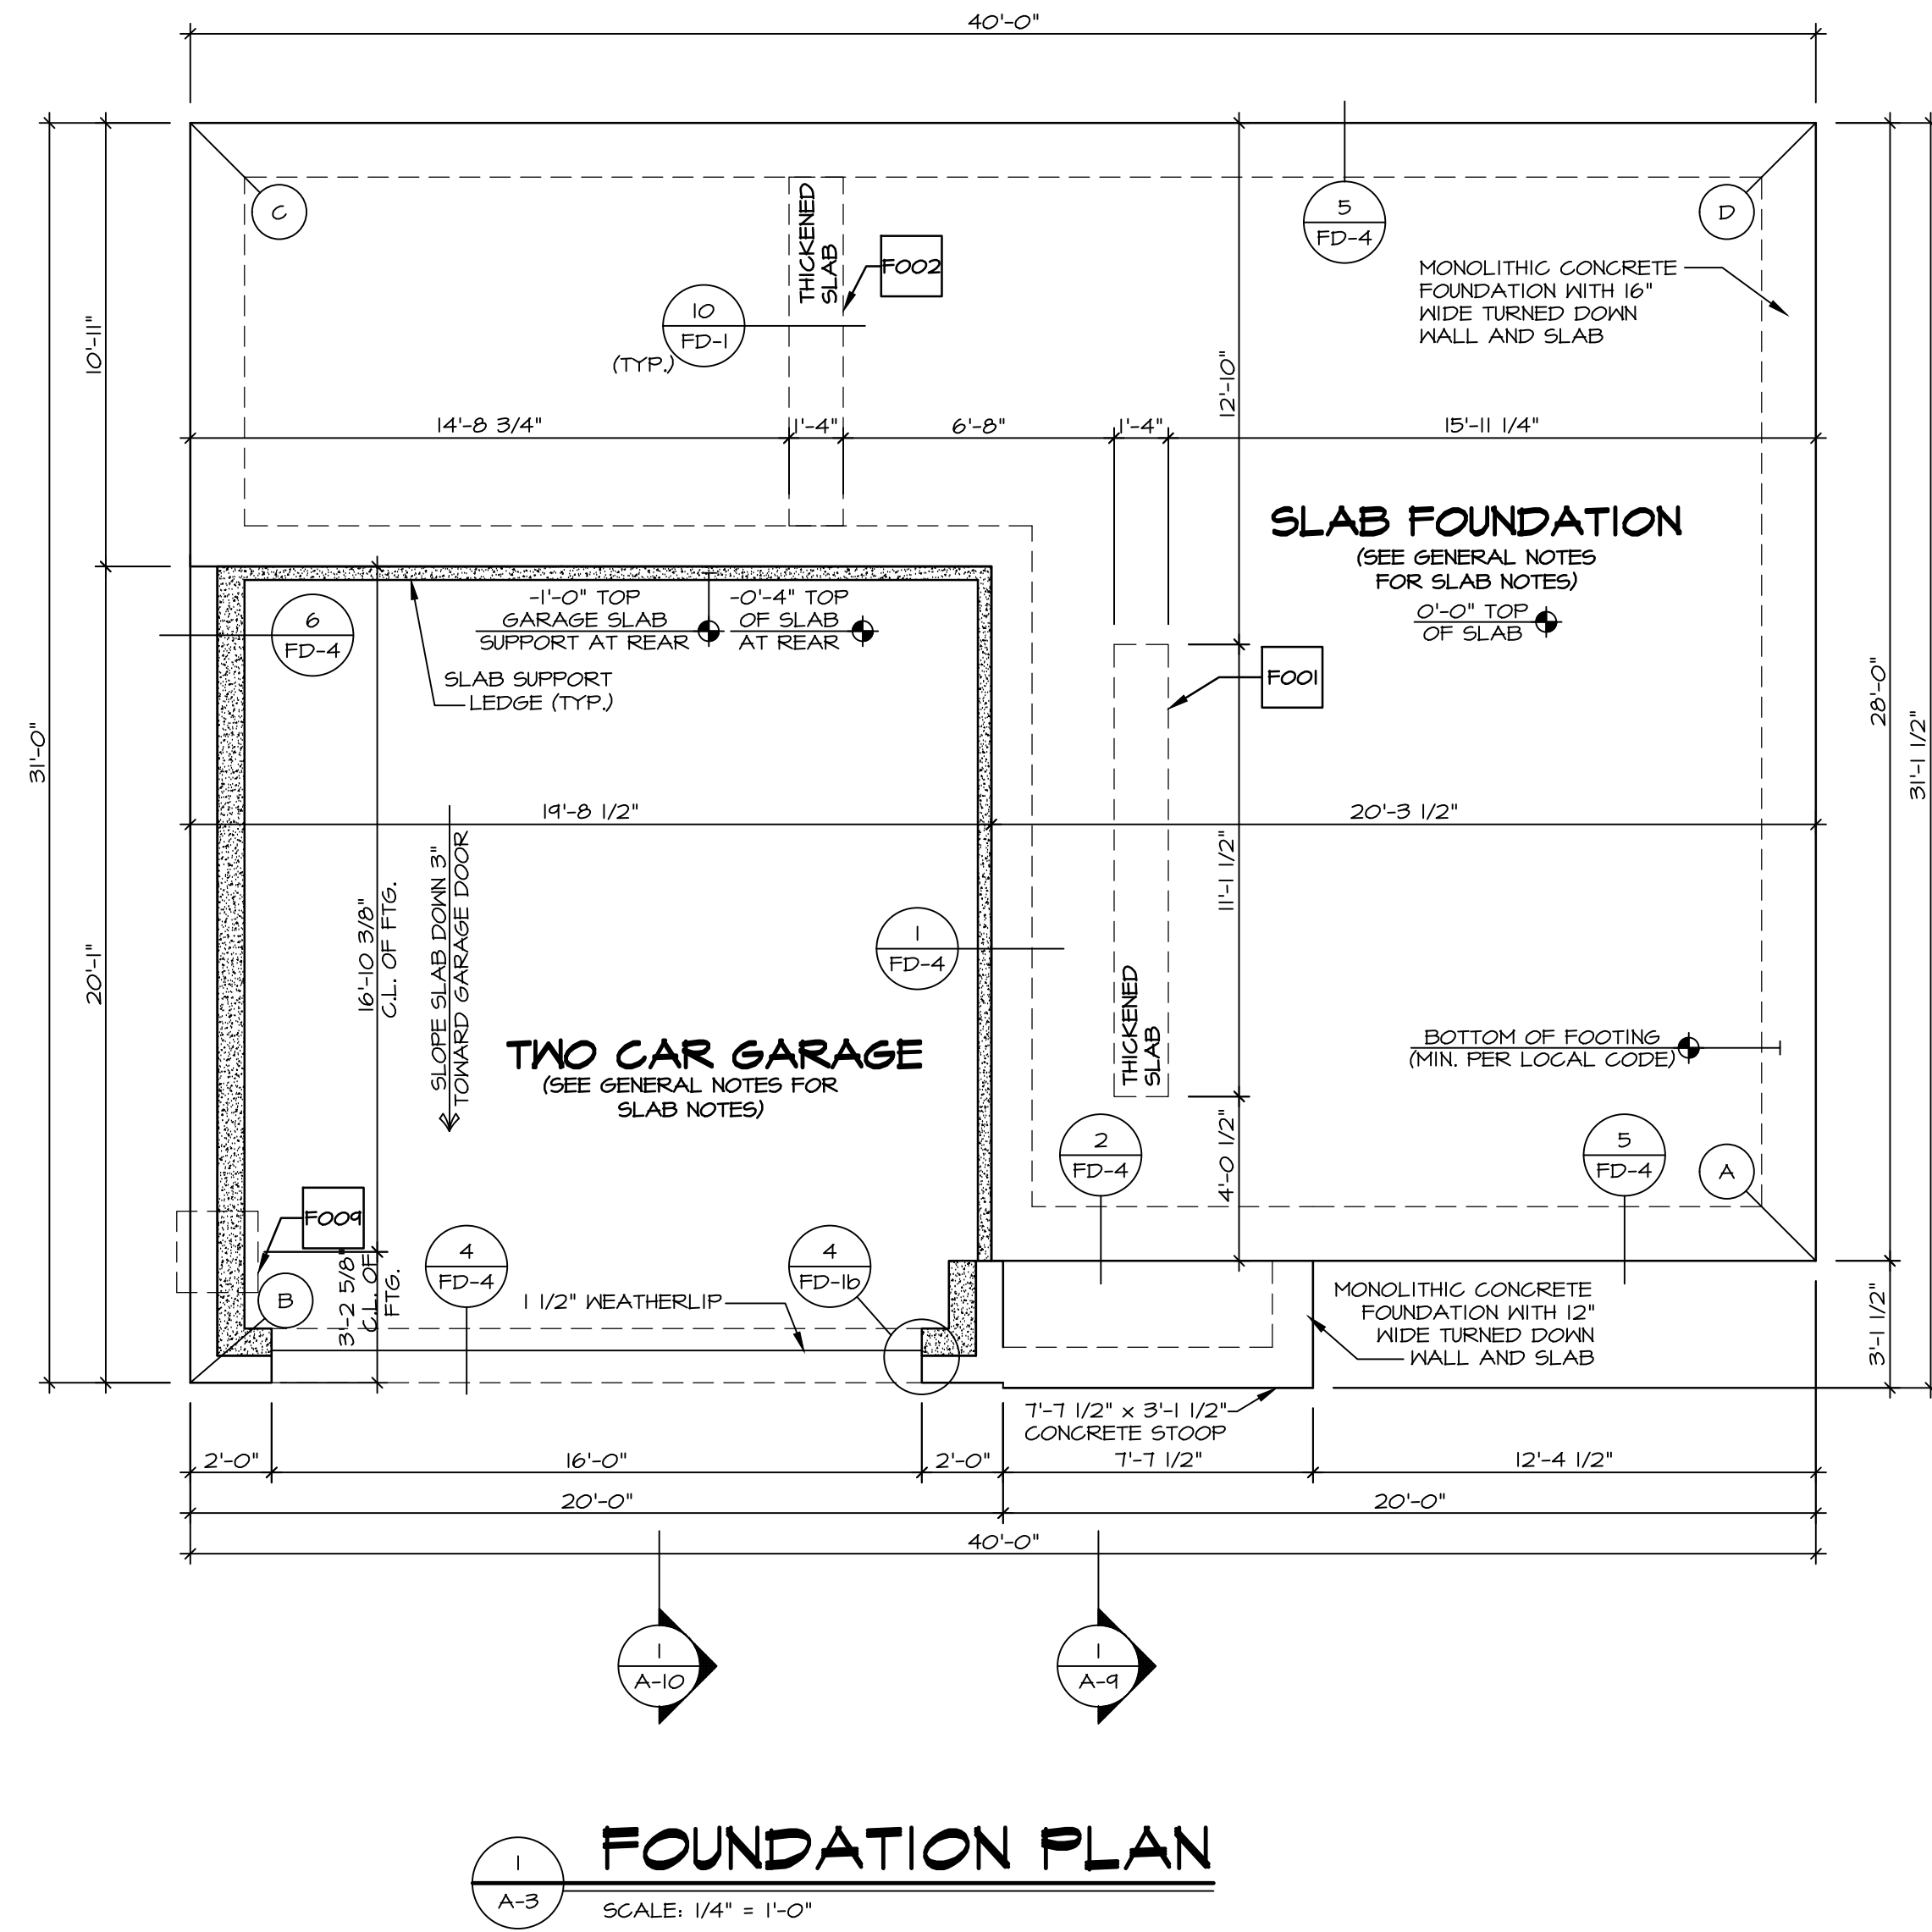 40'-0"
C
THICKENED
SLAB
F002
10
FD-1
(TYP.)
5
FD-4
D
MONOLITHIC CONCRETE
FOUNDATION WITH 16"
WIDE TURNED DOWN
WALL AND SLAB
10'-11"
12'-10"
14'-8 3/4"
1'-4"
6'-8"
1'-4"
15'-11 1/4"
SLAB FOUNDATION
(SEE GENERAL NOTES
FOR SLAB NOTES)
0'-0" TOP
OF SLAB
6
FD-4
-1'-0" TOP
GARAGE SLAB
SUPPORT AT REAR
-0'-4" TOP
OF SLAB
AT REAR
SLAB SUPPORT
LEDGE (TYP.)
F001
31'-0"
28'-0"
31'-1 1/2"
19'-8 1/2"
20'-3 1/2"
20'-1"
16'-10 3/8"
C.L. OF FTG.
SLOPE SLAB DOWN 3"
TOWARD GARAGE DOOR
11'-1 1/2"
1
FD-4
THICKENED
SLAB
TWO CAR GARAGE
(SEE GENERAL NOTES FOR
SLAB NOTES)
BOTTOM OF FOOTING
(MIN. PER LOCAL CODE)
2
FD-4
4'-0 1/2"
5
FD-4
A
F009
B
3'-2 5/8"
C.L. OF
FTG.
4
FD-4
4
FD-1b
1 1/2" WEATHERLIP
MONOLITHIC CONCRETE
FOUNDATION WITH 12"
WIDE TURNED DOWN
WALL AND SLAB
3'-1 1/2"
7'-7 1/2" x 3'-1 1/2"
CONCRETE STOOP
2'-0"
16'-0"
2'-0"
7'-7 1/2"
12'-4 1/2"
20'-0"
20'-0"
40'-0"
1
A-10
1
A-9
1
A-3
FOUNDATION PLAN
SCALE: 1/4" = 1'-0"